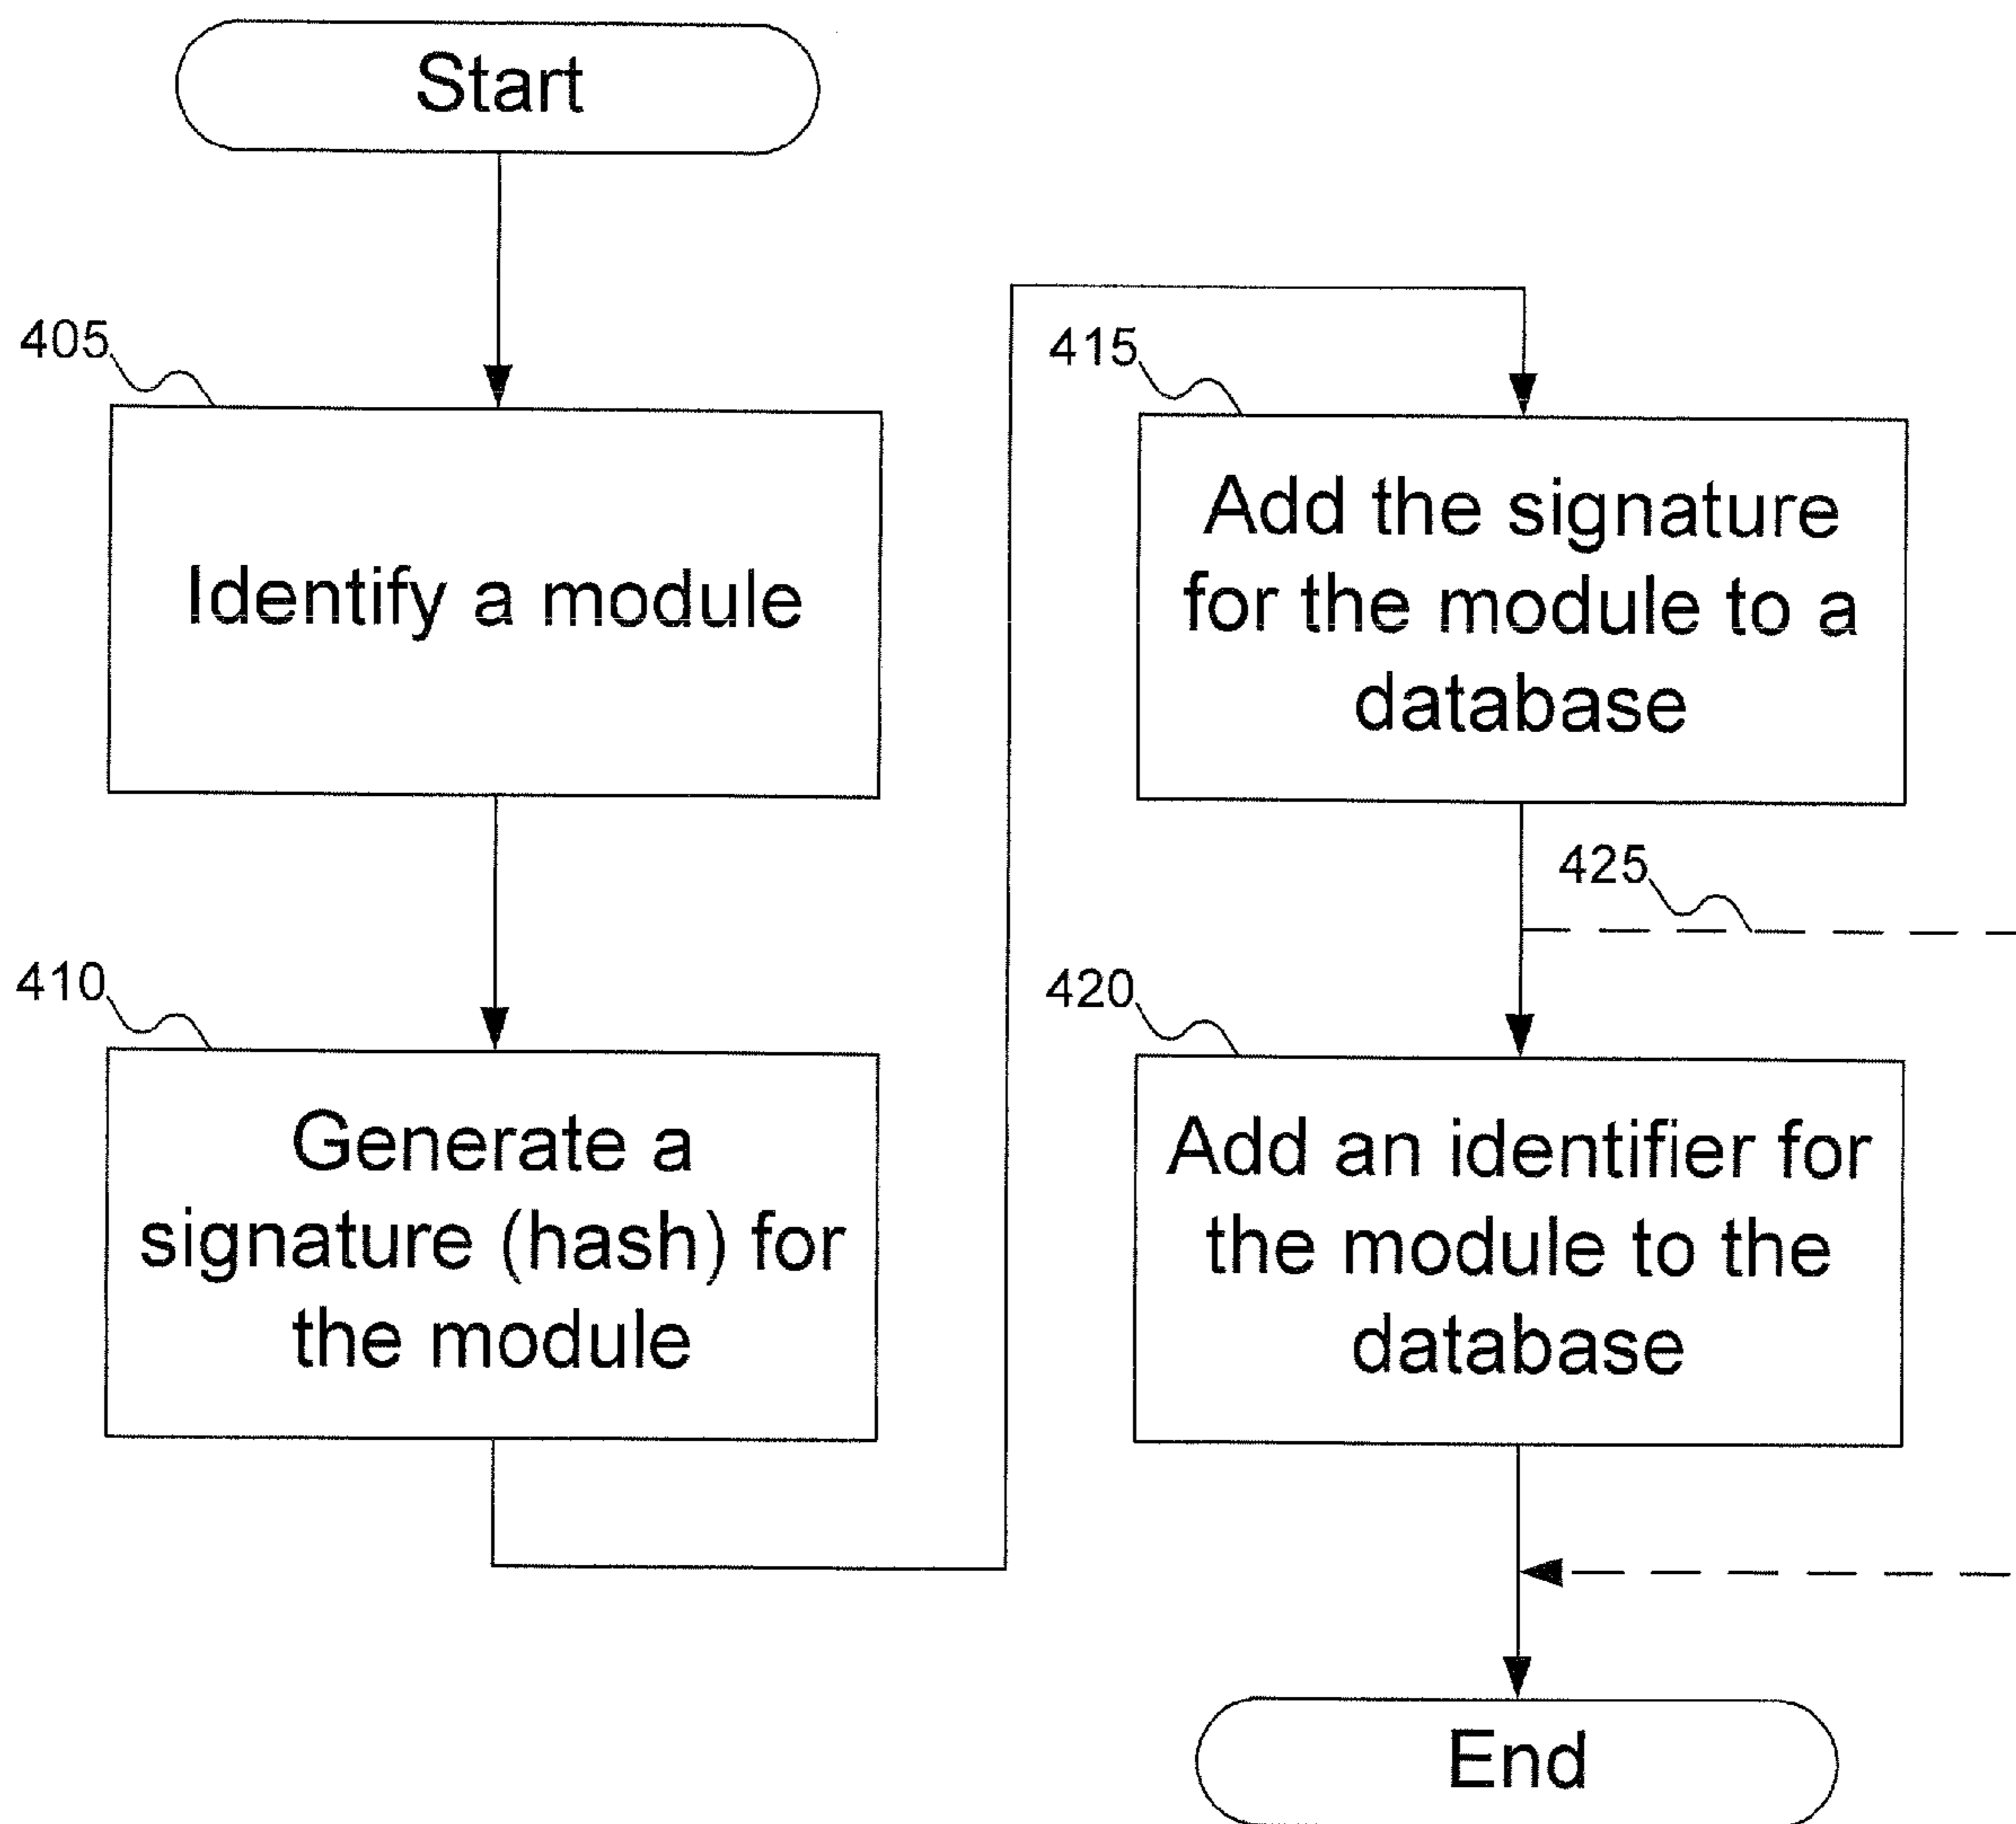 Start
405
Identify a module
410
Generate a
signature (hash) for
the module
415
Add the signature
for the module to a
database
425
420
Add an identifier for
the module to the
database
End